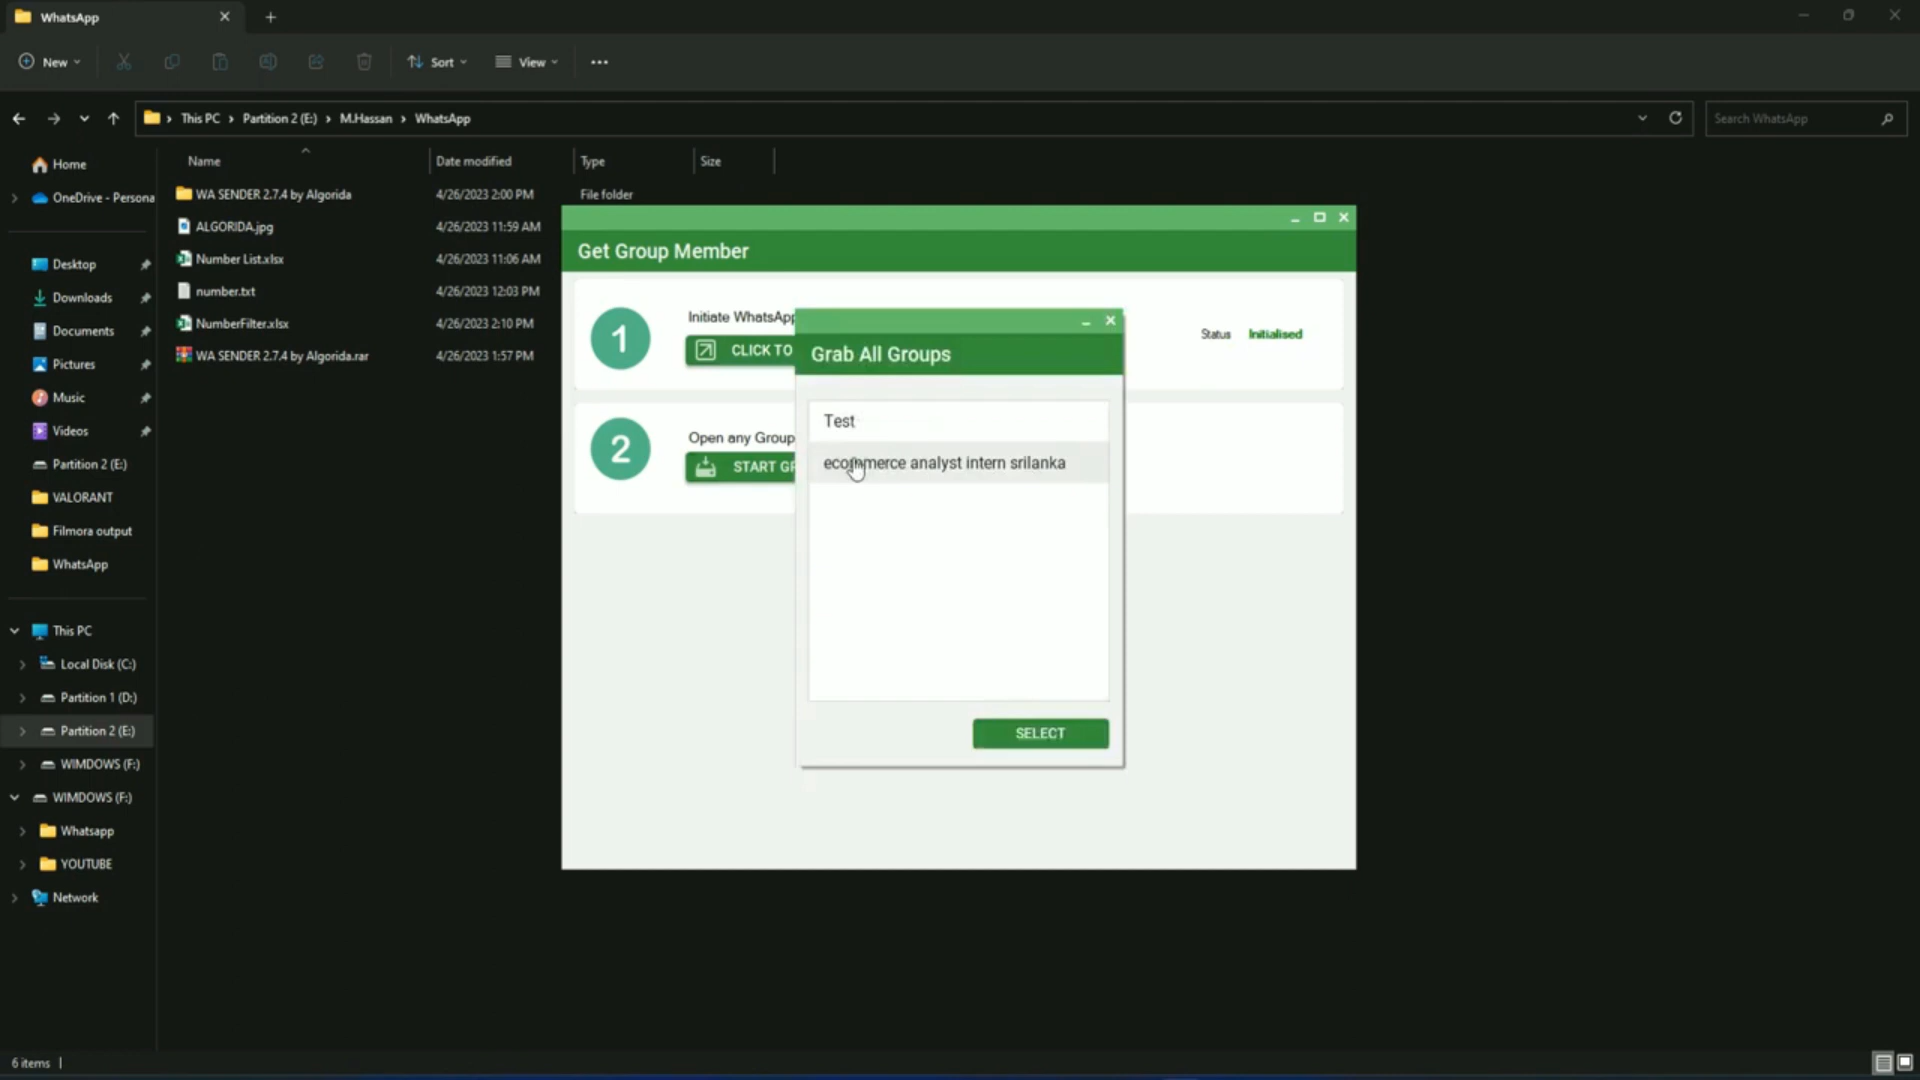 WhatsApp
New
Sort
View
This PC
Partition 2 (E:)
M.Hassan
WhatsApp
Search WhatsApp
Name
Date modified
Type
Size
WA SENDER 2.7.4 by Algorida
4/26/2023 2:00 PM
File folder
ALGORIDA.jpg
4/26/2023 11:59 AM
Number List.xlsx
4/26/2023 11:06 AM
number.txt
4/26/2023 12:03 PM
NumberFilter.xlsx
4/26/2023 2:10 PM
WA SENDER 2.7.4 by Algorida.rar
4/26/2023 1:57 PM
Home
OneDrive - Persona
Desktop
Downloads
Documents
Pictures
Music
Videos
Partition 2 (E:)
VALORANT
Filmora output
WhatsApp
This PC
Local Disk (C:)
Partition 1 (D:)
Partition 2 (E:)
WIMDOWS (F:)
WIMDOWS (F:)
Whatsapp
YOUTUBE
Network
6 items
Get Group Member
1
Initiate WhatsApp
CLICK TO
Status
Initialised
2
Open any Group
START GR
Grab All Groups
Test
ecommerce analyst intern srilanka
SELECT